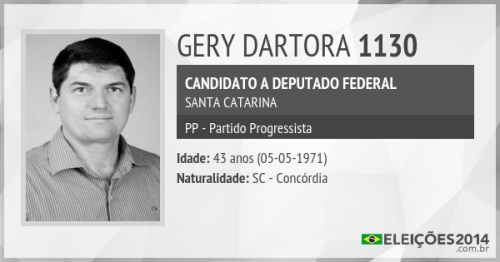 GERY DARTORA 1130
CANDIDATO A DEPUTADO FEDERAL
SANTA CATARINA
PP - Partido Progressista
Idade: 43 anos (05-05-1971)
Naturalidade: SC - Concórdia
ELEIÇÕES2014
.com.br